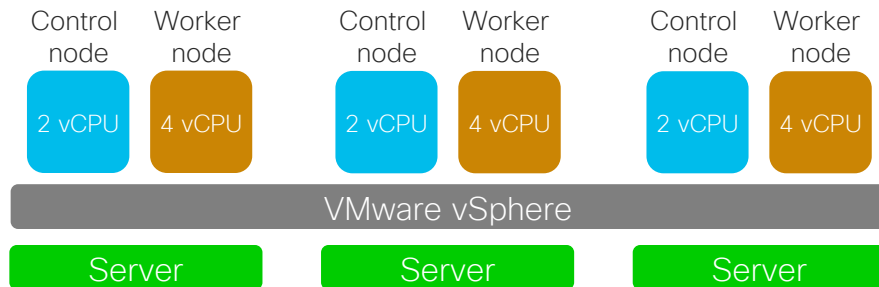 Control node
Worker node
Control node
Worker node
Control node
Worker node
2 vCPU
4 vCPU
2 vCPU
4 vCPU
2 vCPU
4 vCPU
VMware vSphere
Server
Server
Server